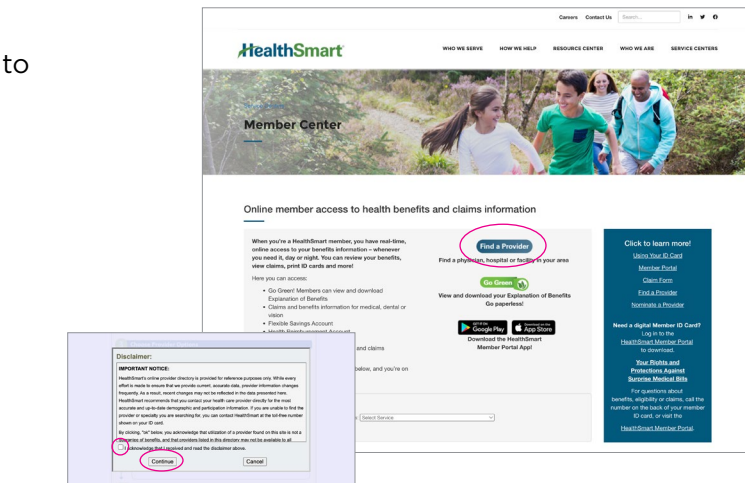 to
Careers Contact Us Search...
HealthSmart
WHO WE SERVE HOW WE HELP RESOURCE CENTER WHO WE ARE SERVICE CENTERS
Member Center
Online member access to health benefits and claims information
When you're a HealthSmart member, you have real-time,
online access to your benefits information – whenever
you need it, day or night. You can review your benefits,
view claims, print ID cards and more!
Here you can access:
• Go Green! Members can view and download
Explanation of Benefits
• Claims and benefits information for medical, dental or
vision
• Flexible Savings Account
• Health Reimbursement Account
and claims
below, and you're on
Select Service
Find a Provider
Find a physician, hospital or facility in your area
Go Green
View and download your Explanation of Benefits
Go paperless!
GET IT ON
Google Play
Download on the
App Store
Download the HealthSmart
Member Portal App!
Click to learn more!
Using Your ID Card
Member Portal
Claim Form
Find a Provider
Nominate a Provider
Need a digital Member ID Card?
Log in to the
HealthSmart Member Portal
to download.
Your Rights and
Protections Against
Surprise Medical Bills
For questions about
benefits, eligibility or claims, call the
number on the back of your member
ID card, or visit the
HealthSmart Member Portal.
Disclaimer:
IMPORTANT NOTICE:
HealthSmart's online provider directory is provided for reference purposes only. While every
effort is made to ensure that we provide current, accurate data, provider information changes
frequently. As a result, recent changes may not be reflected in the data presented here.
HealthSmart recommends that you contact your health care provider directly for the most
accurate and up-to-date demographic and participation information. If you are unable to find the
provider or specialty you are searching for, you can contact HealthSmart at the toll-free number
shown on your ID card.
By clicking, "ok" below, you acknowledge that utilization of a provider found on this site is not a
guarantee of benefits, and that providers listed in this directory may not be available to all
I acknowledge that I received and read the disclaimer above.
Continue Cancel